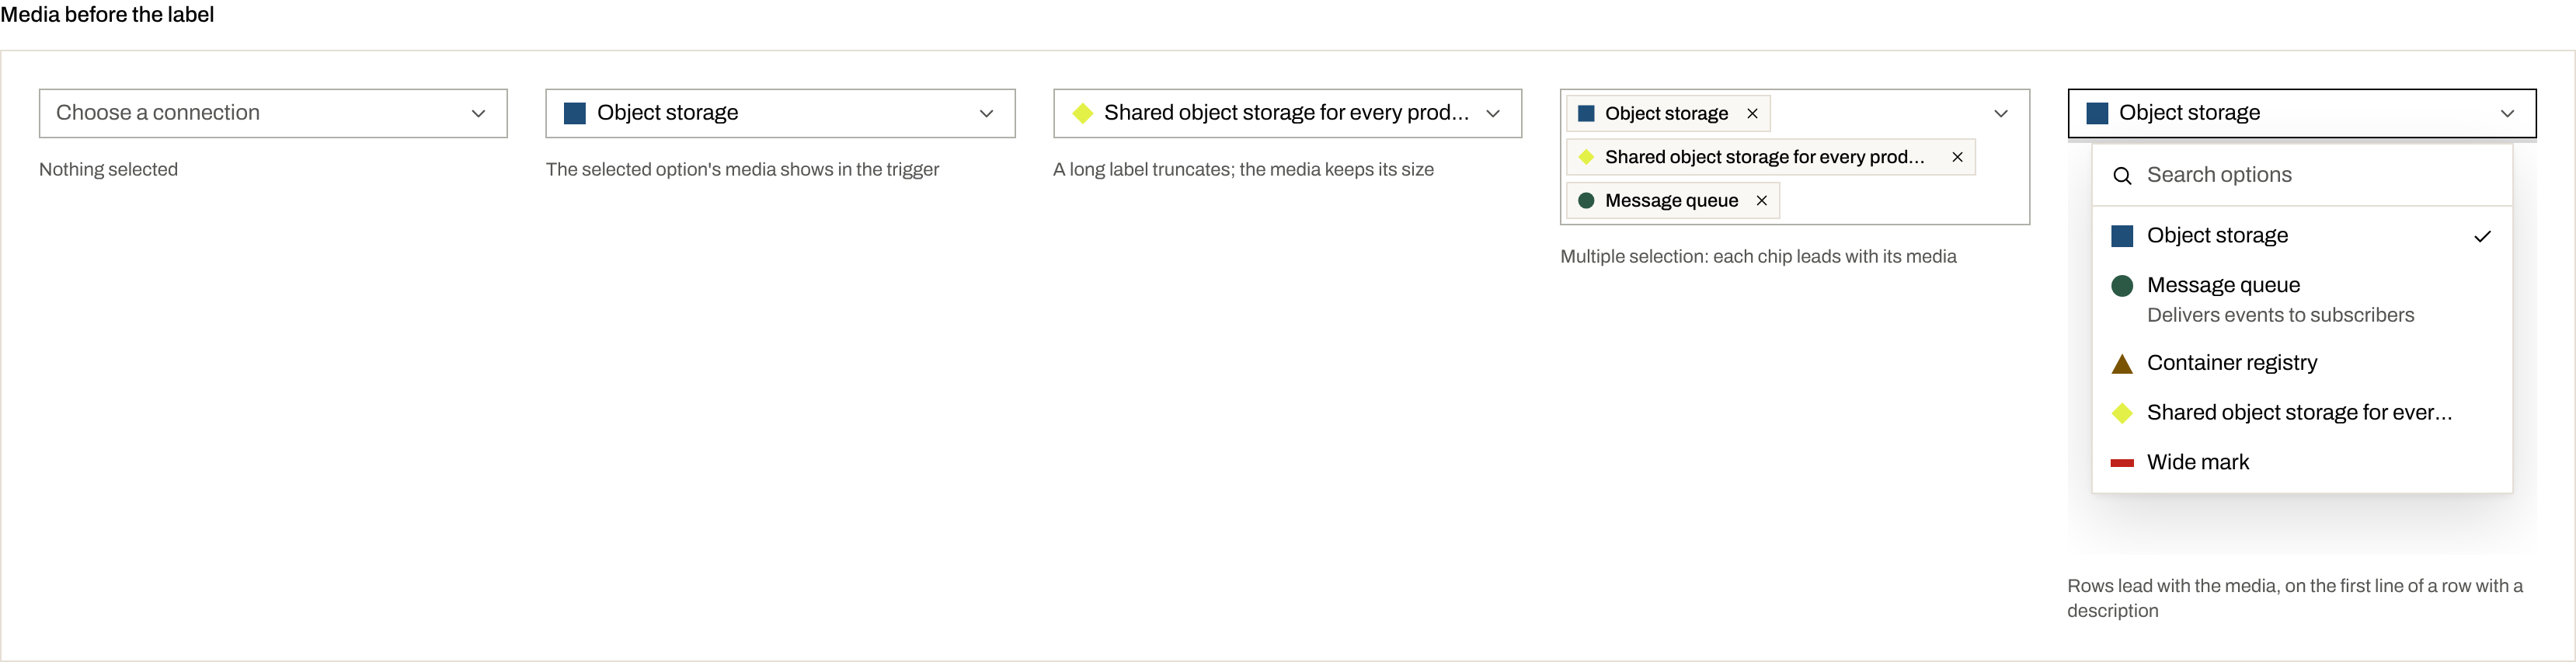 Media before the label
Choose a connection
Nothing selected
Object storage
The selected option's media shows in the trigger
Shared object storage for every prod...
A long label truncates; the media keeps its size
Object storage
Shared object storage for every prod...
Message queue
Multiple selection: each chip leads with its media
Object storage
Search options
Object storage
Message queue
Delivers events to subscribers
Container registry
Shared object storage for ever...
Wide mark
Rows lead with the media, on the first line of a row with a
description